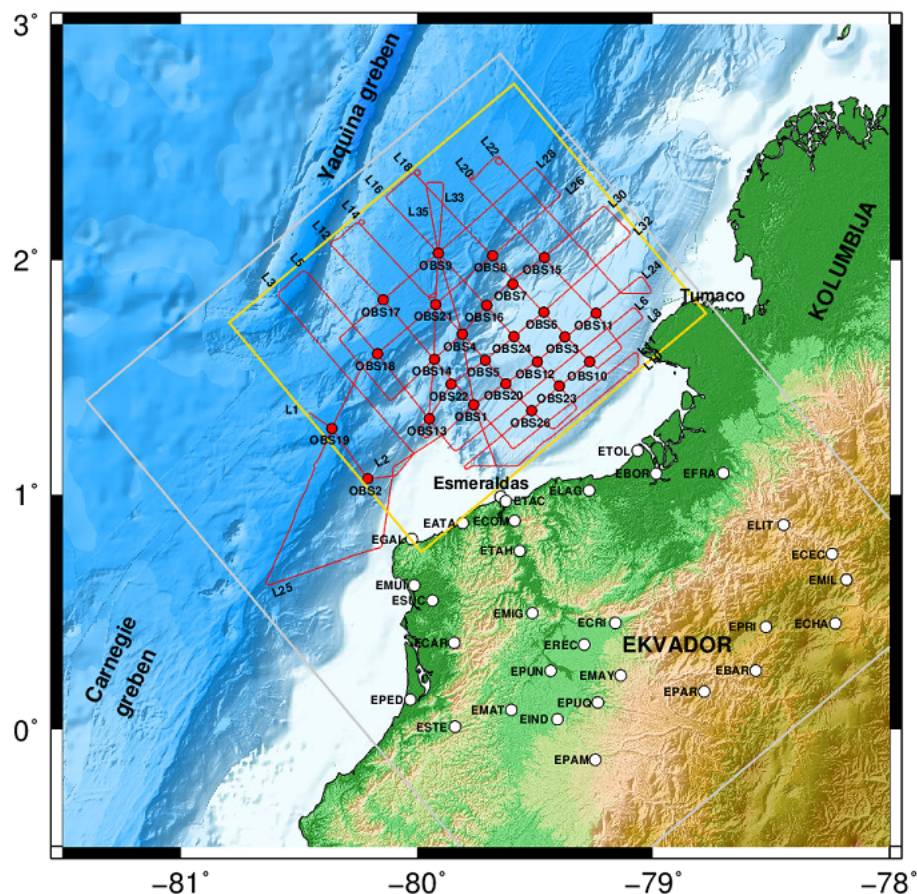 3°
2°
1°
0°
−81°
−80°
−79°
−78°
Yaquina greben
KOLUMBIJA
Tumaco
Esmeraldas
EKVADOR
Carnegie
greben
L22
L18
L20
L28
L16
L26
L33
L35
L14
L12
L30
L32
L5
L3
L24
L6
L8
L1
L2
L25
OBS9
OBS8
OBS15
OBS7
OBS17
OBS21
OBS16
OBS6
OBS11
OBS4
OBS24
OBS3
OBS18
OBS14
OBS5
OBS12
OBS10
OBS22
OBS20
OBS23
OBS1
OBS26
OBS13
OBS19
OBS2
ETOL
EBOR
EFRA
ELAG
ETAC
ECOM
EATA
EGAL
ETAH
ELIT
ECEC
EMIL
EMUI
ESUC
EMIG
ECRI
EPRI
ECHA
ECAR
EREC
EPUN
EMAY
EBAR
EPAR
EPED
EPUQ
EMAT
EIND
ESTE
EPAM